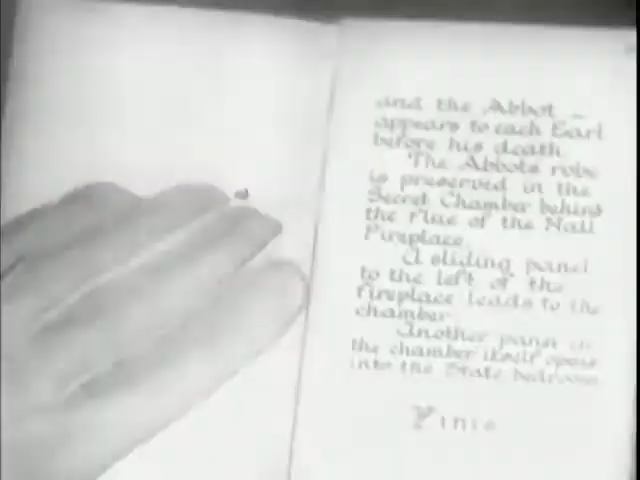 and the Abbot —
appears to each Earl
before his death.
The Abbots robe
is preserved in the
Secret Chamber behind
the flue of the Hall
Fireplace.
A sliding panel
to the left of the
fireplace leads to the
chamber.
Another panel in
the chamber itself opens
into the State bedroom
Finis